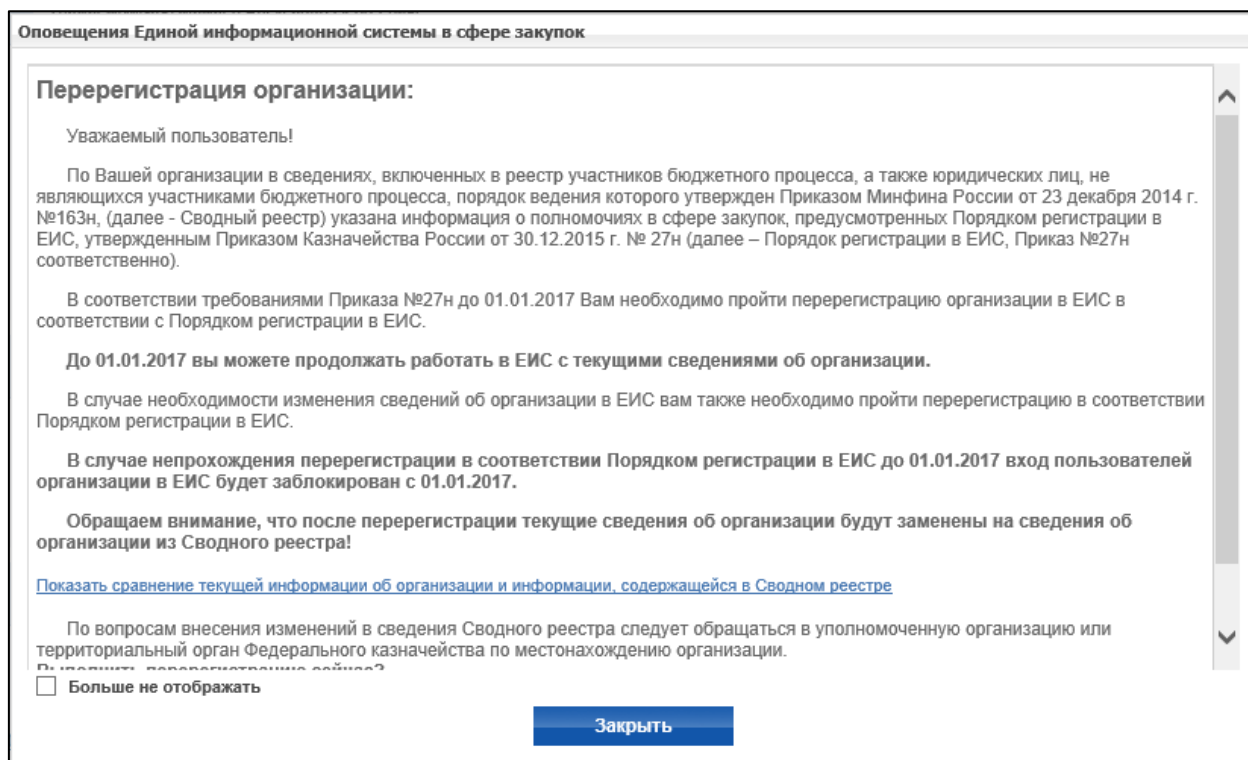 Оповещения Единой информационной системы в сфере закупок
Перерегистрация организации:
Уважаемый пользователь!
По Вашей организации в сведениях, включенных в реестр участников бюджетного процесса, а также юридических лиц, не
являющихся участниками бюджетного процесса, порядок ведения которого утвержден Приказом Минфина России от 23 декабря 2014 г.
№163н, (далее - Сводный реестр) указана информация о полномочиях в сфере закупок, предусмотренных Порядком регистрации в
ЕИС, утвержденным Приказом Казначейства России от 30.12.2015 г. № 27н (далее – Порядок регистрации в ЕИС, Приказ №27н
соответственно).
В соответствии требованиями Приказа №27н до 01.01.2017 Вам необходимо пройти перерегистрацию организации в ЕИС в
соответствии с Порядком регистрации в ЕИС.
До 01.01.2017 вы можете продолжать работать в ЕИС с текущими сведениями об организации.
В случае необходимости изменения сведений об организации в ЕИС вам также необходимо пройти перерегистрацию в соответствии
Порядком регистрации в ЕИС.
В случае непрохождения перерегистрации в соответствии Порядком регистрации в ЕИС до 01.01.2017 вход пользователей
организации в ЕИС будет заблокирован с 01.01.2017.
Обращаем внимание, что после перерегистрации текущие сведения об организации будут заменены на сведения об
организации из Сводного реестра!
Показать сравнение текущей информации об организации и информации, содержащейся в Сводном реестре
По вопросам внесения изменений в сведения Сводного реестра следует обращаться в уполномоченную организацию или
территориальный орган Федерального казначейства по местонахождению организации.
Выполнить перерегистрацию сейчас?
Больше не отображать
Закрыть